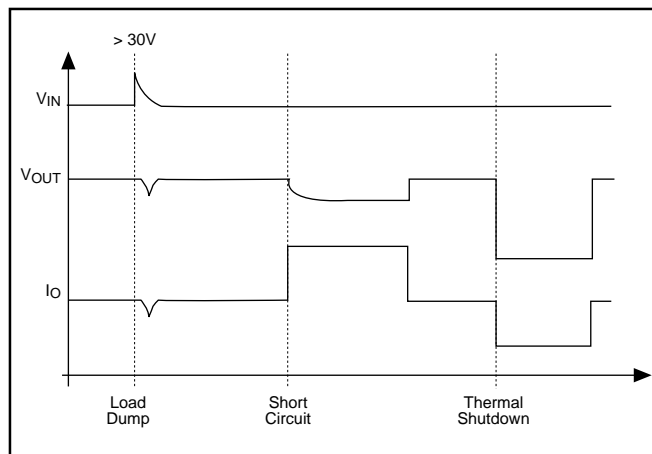 > 30V
VIN
VOUT
IO
Load
Dump
Short
Circuit
Thermal
Shutdown